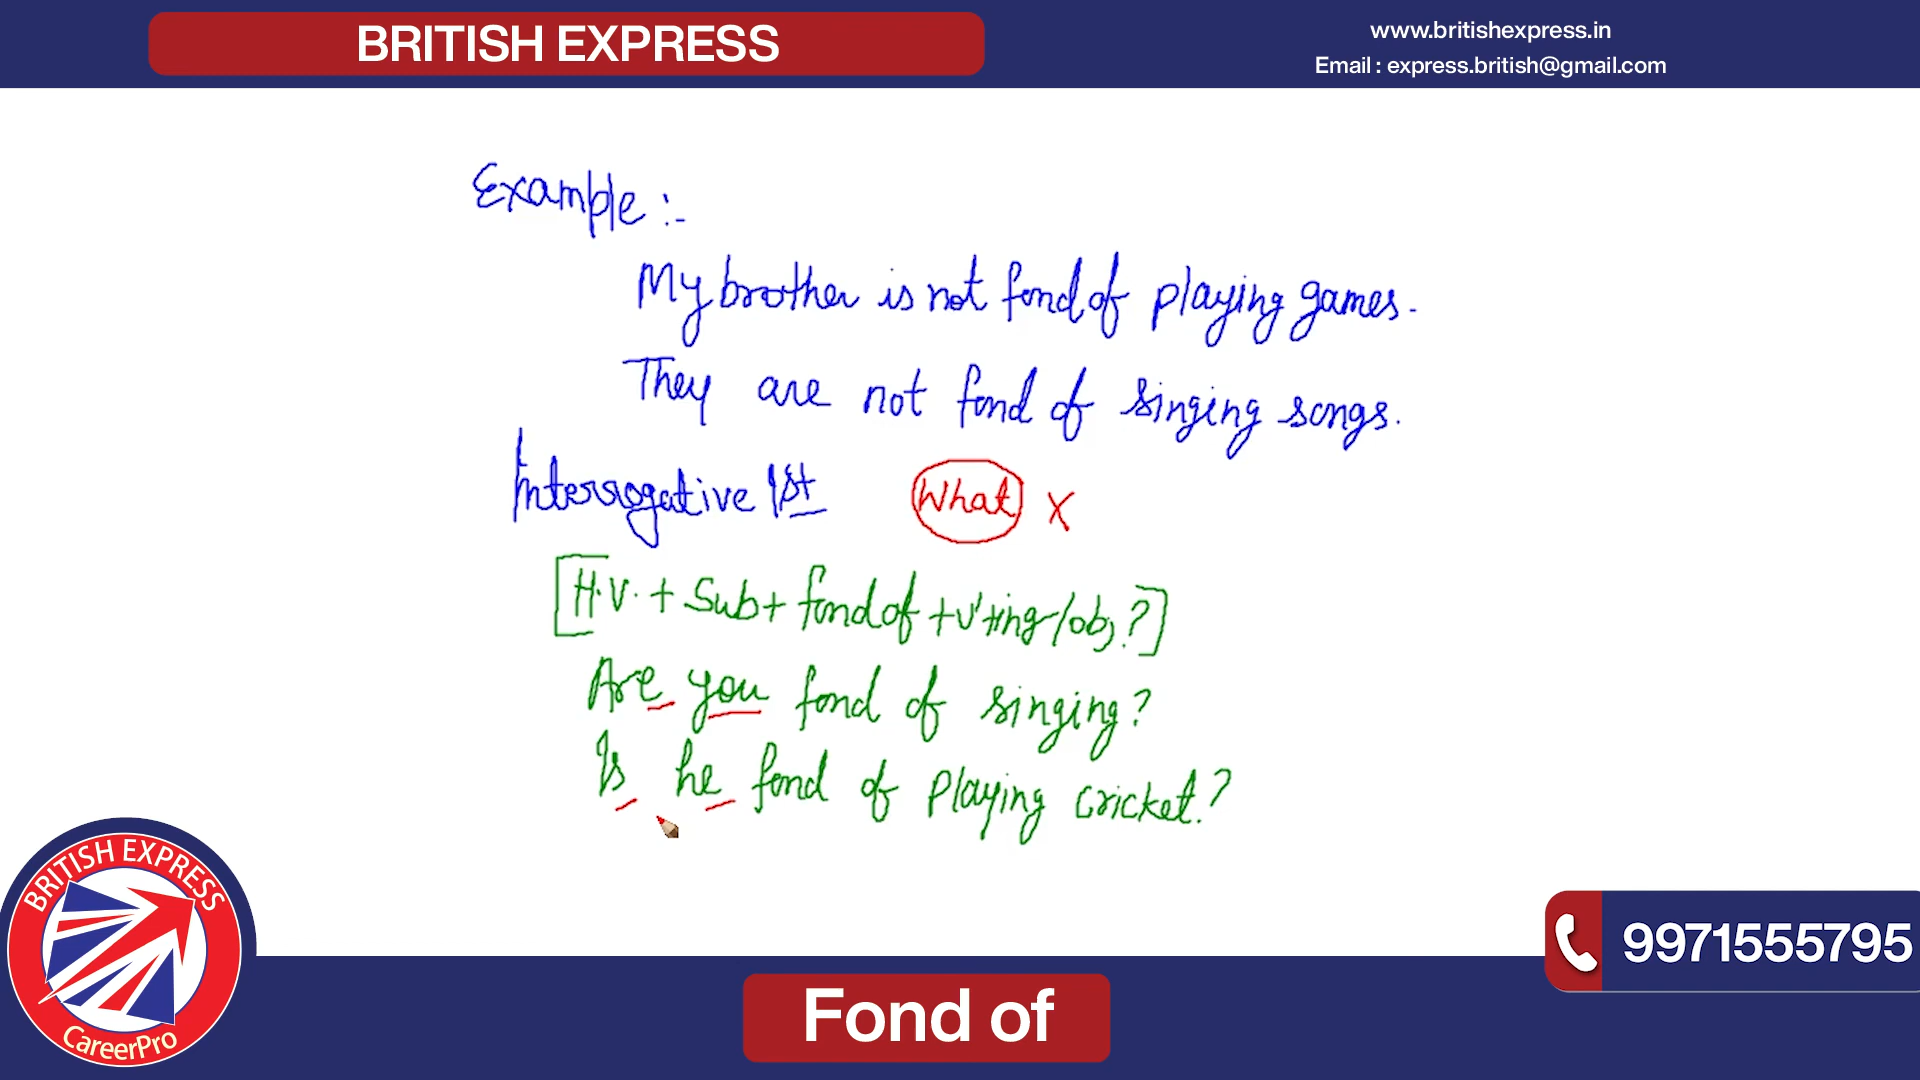 BRITISH EXPRESS
www.britishexpress.in
Email : express.british@gmail.com
Example :-
My brother is not fond of playing games.
They are not fond of singing songs.
Interrogative 1st What X
[H.V. + Sub + fond of + V¹+ing / obj ?]
Are you fond of singing?
Is he fond of playing cricket?
BRITISH EXPRESS
CareerPro
9971555795
Fond of